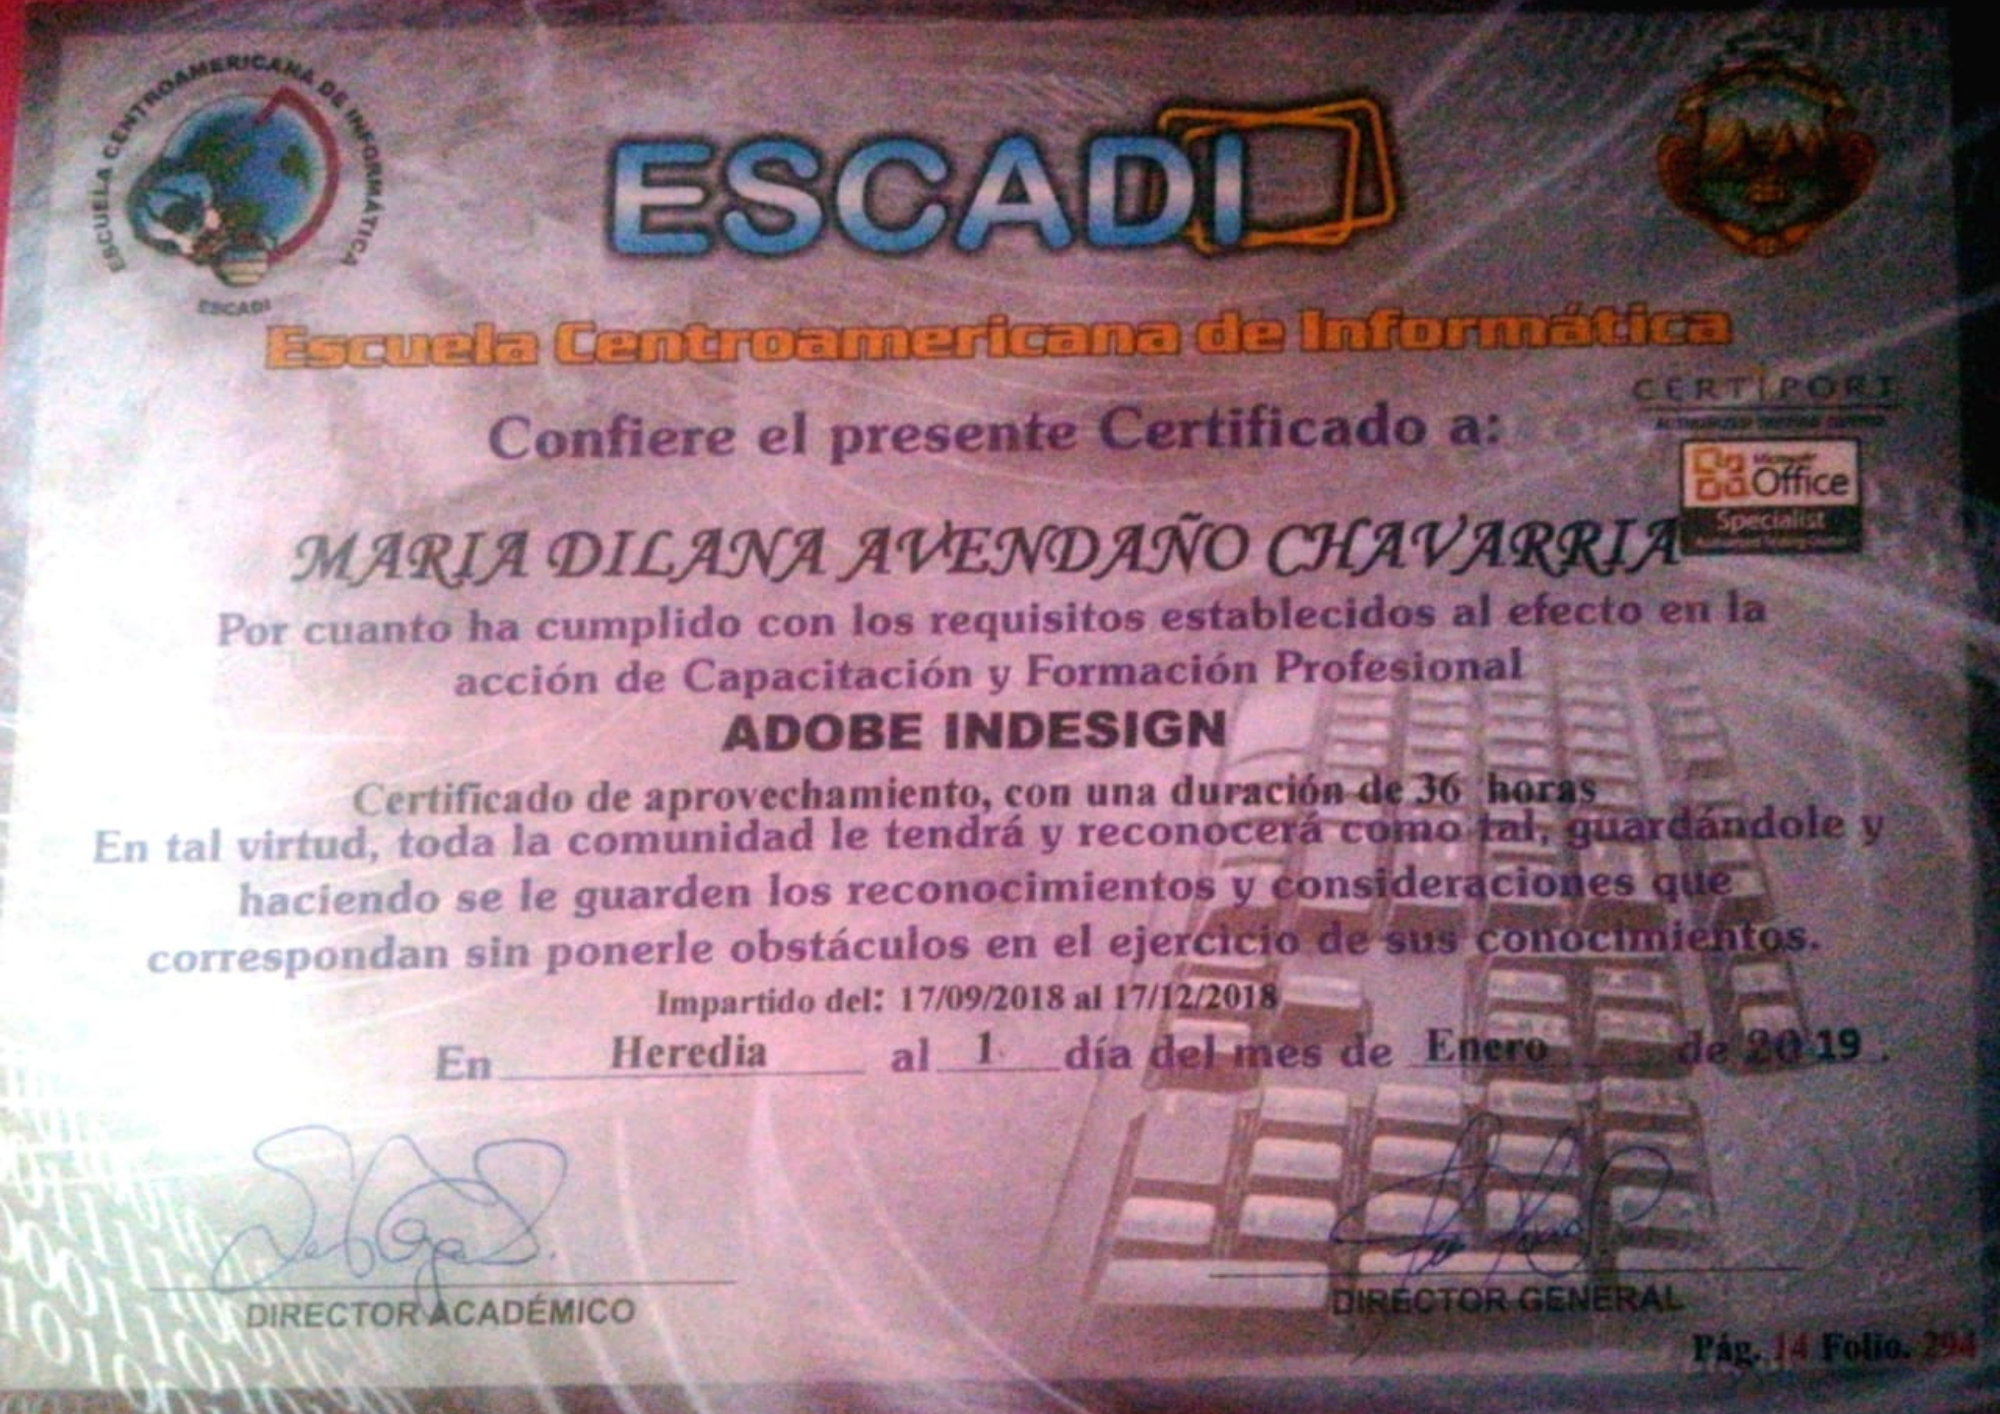 ESCUELA CENTROAMERICANA DE INFORMÁTICA
ESCADI
ESCADI
Escuela Centroamericana de Informática
CERTIPORT
Confiere el presente Certificado a:
Microsoft
Office
Specialist
MARIA DILANA AVENDAÑO CHAVARRIA
Por cuanto ha cumplido con los requisitos establecidos al efecto en la
acción de Capacitación y Formación Profesional
ADOBE INDESIGN
Certificado de aprovechamiento, con una duración de 36 horas
En tal virtud, toda la comunidad le tendrá y reconocerá como tal, guardándole y
haciendo se le guarden los reconocimientos y consideraciones que
correspondan sin ponerle obstáculos en el ejercicio de sus conocimientos.
Impartido del: 17/09/2018 al 17/12/2018
En Heredia al 1 día del mes de Enero de 2019.
DIRECTOR ACADÉMICO
DIRECTOR GENERAL
Pág. 14 Folio. 294